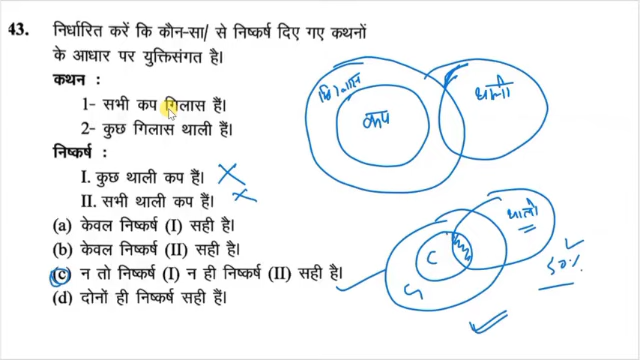 43. निर्धारित करें कि कौन-सा/ से निष्कर्ष दिए गए कथनों
के आधार पर युक्तिसंगत है।
कथन :
1- सभी कप गिलास हैं।
2- कुछ गिलास थाली हैं।
निष्कर्ष :
I. कुछ थाली कप हैं।
II. सभी थाली कप हैं।
(a) केवल निष्कर्ष (I) सही है।
(b) केवल निष्कर्ष (II) सही है।
(c) न तो निष्कर्ष (I) न ही निष्कर्ष (II) सही है।
(d) दोनों ही निष्कर्ष सही हैं।
कप
थाली
थाली
C
G
50%